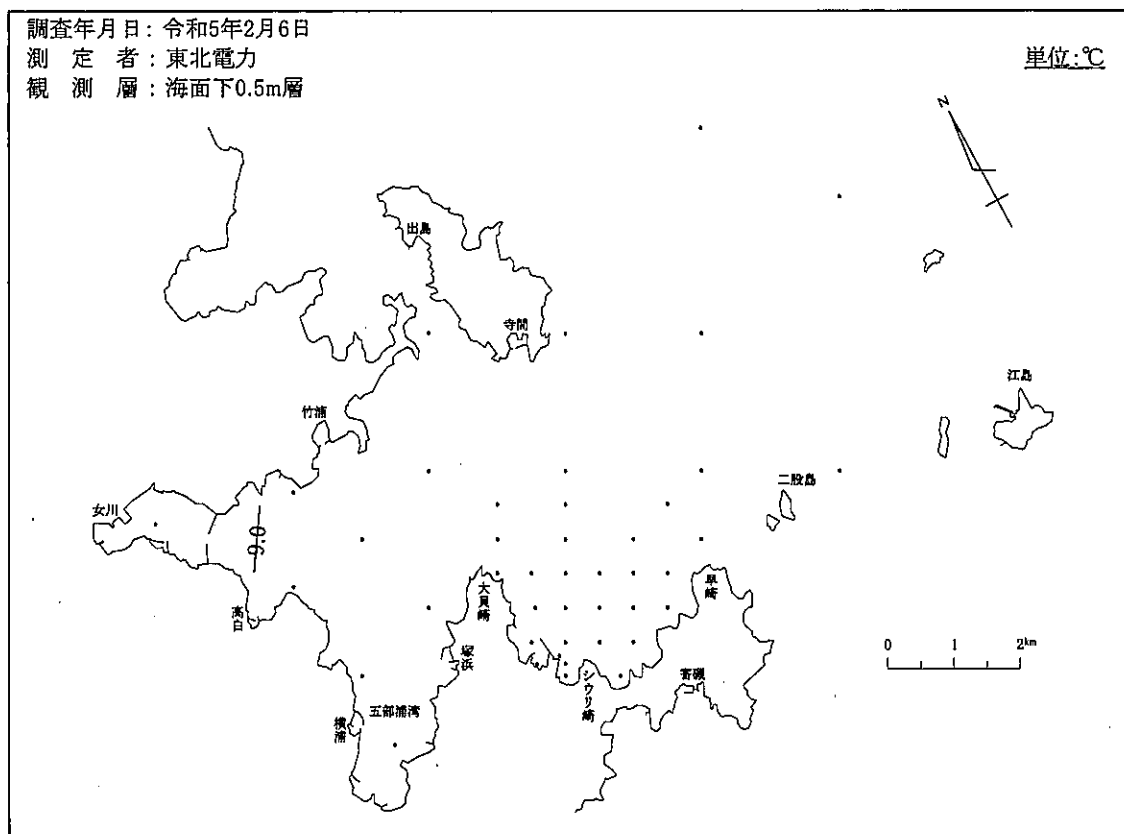 調査年月日：令和5年2月6日
測定者：東北電力
観測層：海面下0.5m層
単位：℃
N
出島
寺間
江島
竹浦
二股島
女川
9.0
大貝崎
早崎
高白
塚浜
シウリ崎
寄磯
五部浦湾
横浦
0 1 2km